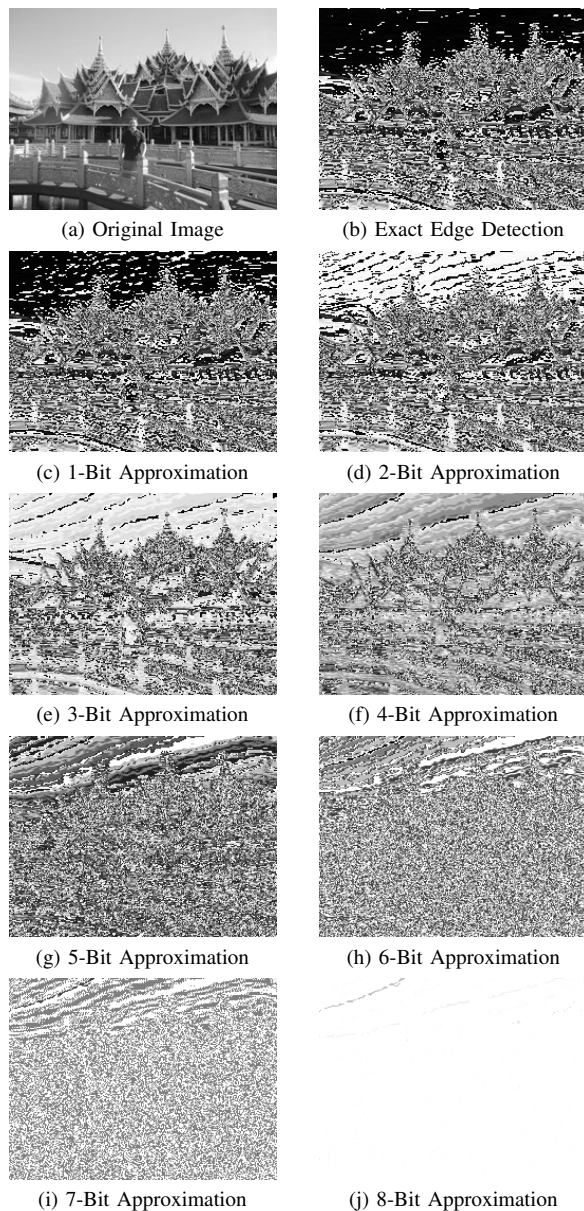 (a) Original Image
(b) Exact Edge Detection
(c) 1-Bit Approximation
(d) 2-Bit Approximation
(e) 3-Bit Approximation
(f) 4-Bit Approximation
(g) 5-Bit Approximation
(h) 6-Bit Approximation
(i) 7-Bit Approximation
(j) 8-Bit Approximation